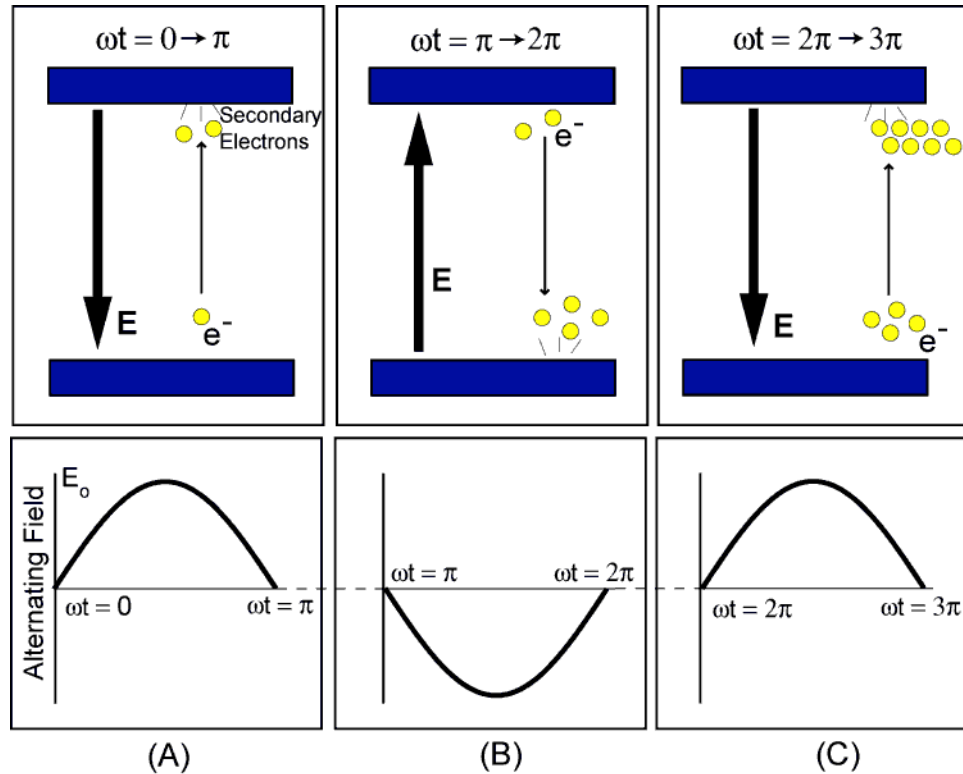 ωt = 0→π
Secondary
Electrons
E
e⁻
ωt = π→2π
e⁻
E
ωt = 2π→3π
E
e⁻
Alternating Field
E₀
ωt = 0
ωt = π
ωt = π
ωt = 2π
ωt = 2π
ωt = 3π
(A)
(B)
(C)